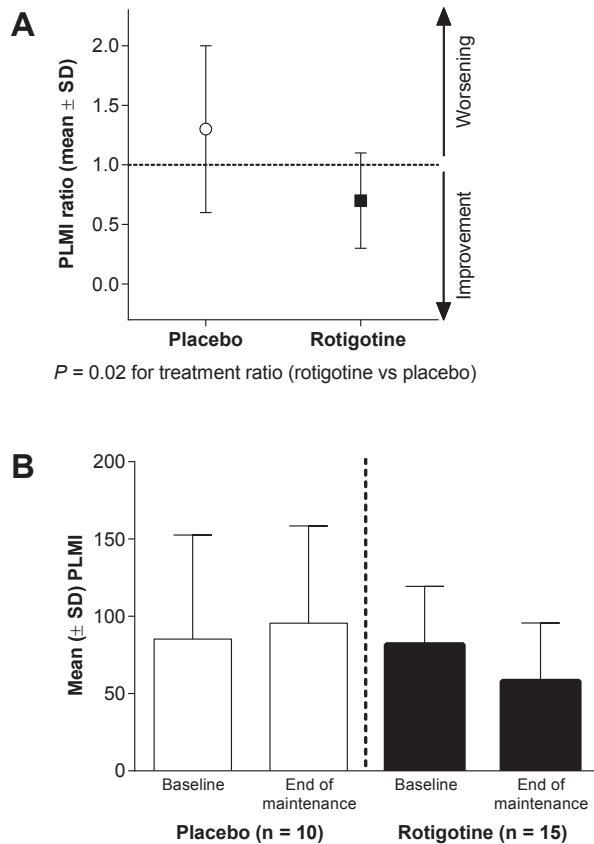 A
PLMI ratio (mean ± SD)
2.0
1.5
1.0
0.5
0.0
Worsening
Improvement
Placebo
Rotigotine
P = 0.02 for treatment ratio (rotigotine vs placebo)
B
Mean (± SD) PLMI
200
150
100
50
0
Baseline
End of
maintenance
Baseline
End of
maintenance
Placebo (n = 10)
Rotigotine (n = 15)